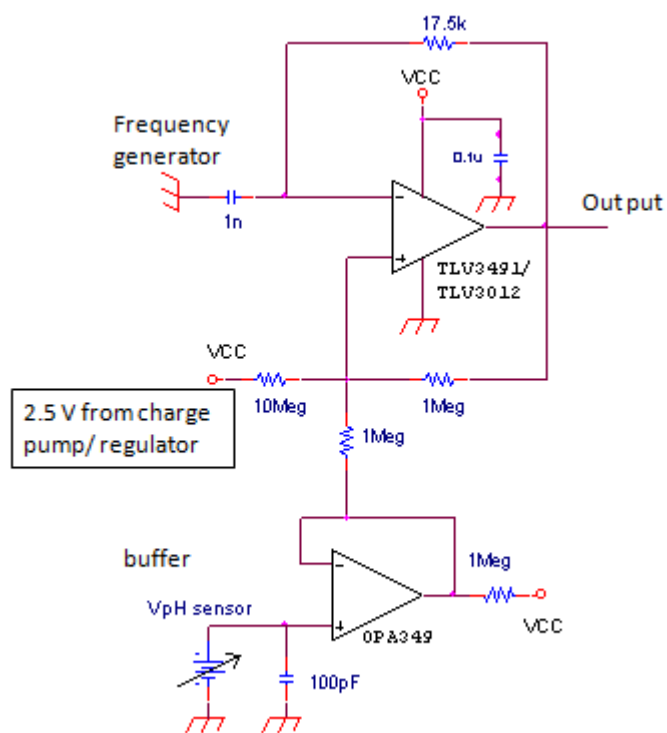 17.5k
VCC
Frequency
generator
0.1u
1n
−
+
Output
TLV3491/
TLV3012
VCC
10Meg
1Meg
2.5 V from charge
pump/ regulator
1Meg
buffer
−
1Meg
VpH sensor
+
OPA349
VCC
100pF